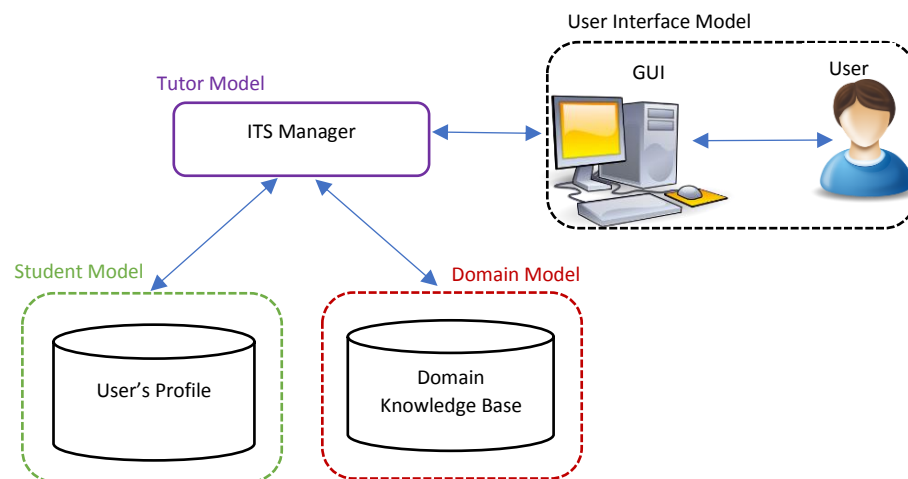 User Interface Model
GUI
User
Tutor Model
ITS Manager
Student Model
Domain Model
User’s Profile
Domain
Knowledge Base